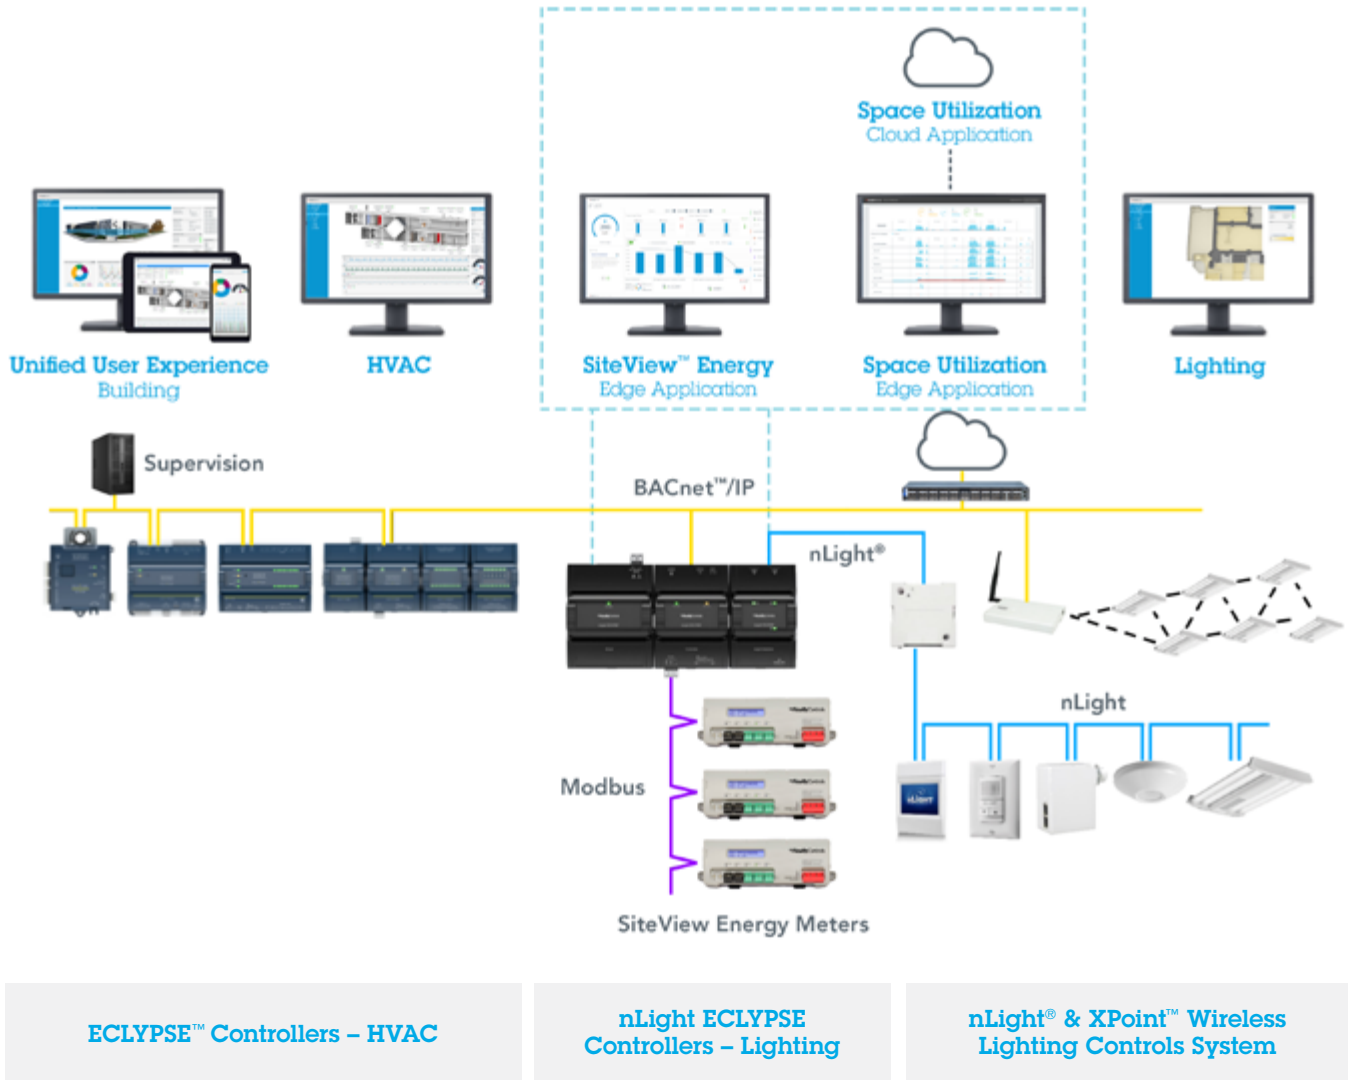 Space Utilization
Cloud Application
Unified User Experience
Building
HVAC
SiteView™ Energy
Edge Application
Space Utilization
Edge Application
Lighting
Supervision
BACnet™/IP
nLight®
nLight
nLIGHT
Modbus
SiteView Energy Meters
ECLYPSE™ Controllers – HVAC
nLight ECLYPSE
Controllers – Lighting
nLight® & XPoint™ Wireless
Lighting Controls System